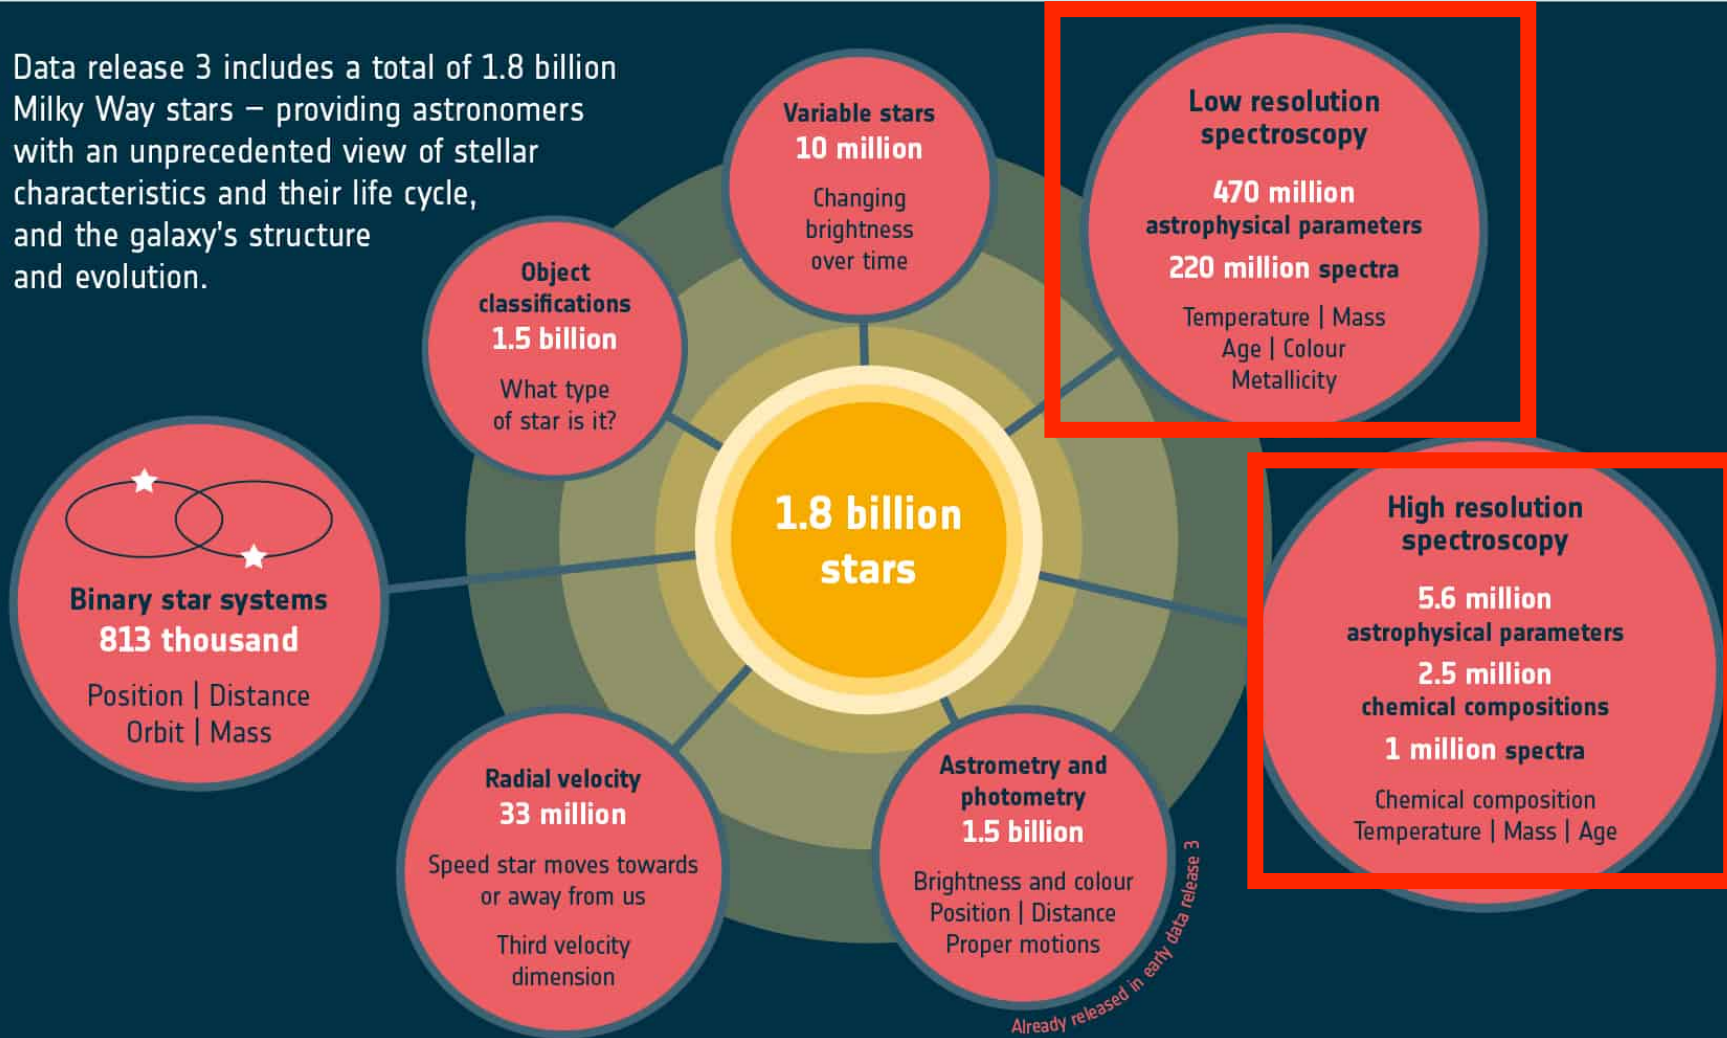 Data release 3 includes a total of 1.8 billion
Milky Way stars – providing astronomers
with an unprecedented view of stellar
characteristics and their life cycle,
and the galaxy's structure
and evolution.
Variable stars
10 million
Changing
brightness
over time
Low resolution
spectroscopy
470 million
astrophysical parameters
220 million spectra
Temperature | Mass
Age | Colour
Metallicity
Object
classifications
1.5 billion
What type
of star is it?
1.8 billion
stars
High resolution
spectroscopy
5.6 million
astrophysical parameters
2.5 million
chemical compositions
1 million spectra
Chemical composition
Temperature | Mass | Age
Binary star systems
813 thousand
Position | Distance
Orbit | Mass
Radial velocity
33 million
Speed star moves towards
or away from us
Third velocity
dimension
Astrometry and
photometry
1.5 billion
Brightness and colour
Position | Distance
Proper motions
Already released in early data release 3